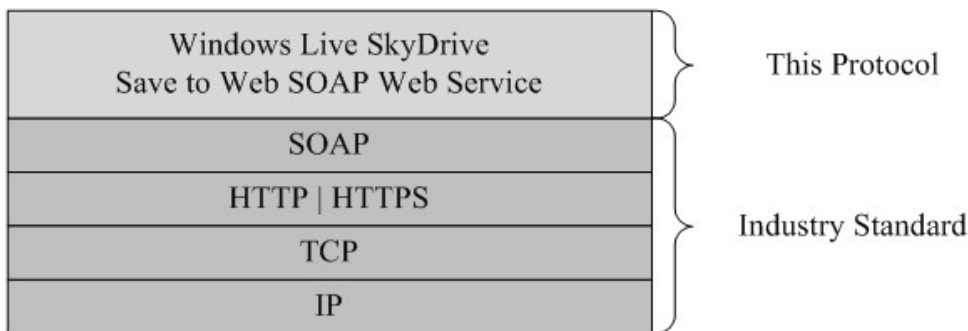 Windows Live SkyDrive
Save to Web SOAP Web Service
This Protocol
SOAP
HTTP | HTTPS
TCP
IP
Industry Standard